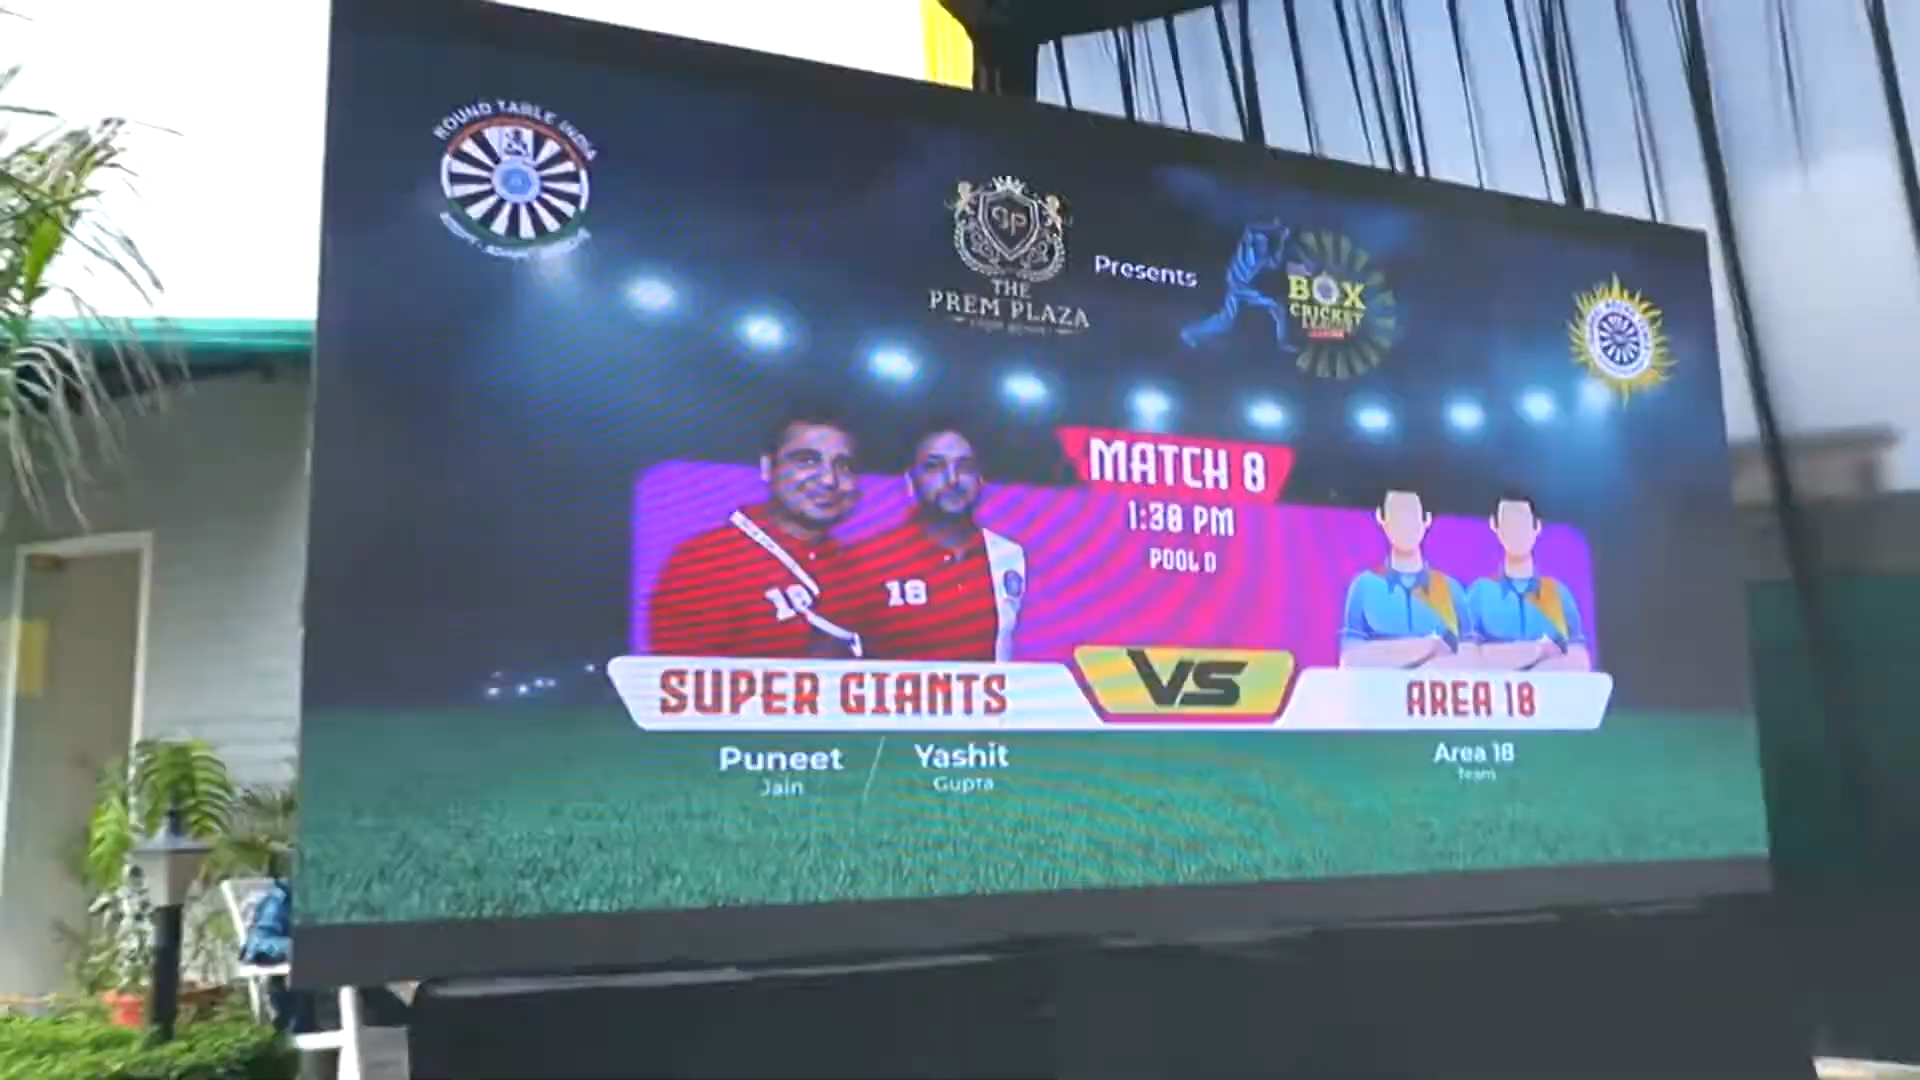 ROUND TABLE INDIA
THE
PREM PLAZA
Presents
BOX
CRICKET
LEAGUE
MATCH 8
1:30 PM
POOL D
18
18
SUPER GIANTS
VS
AREA 18
Puneet
Jain
Yashit
Gupta
Area 18
Team